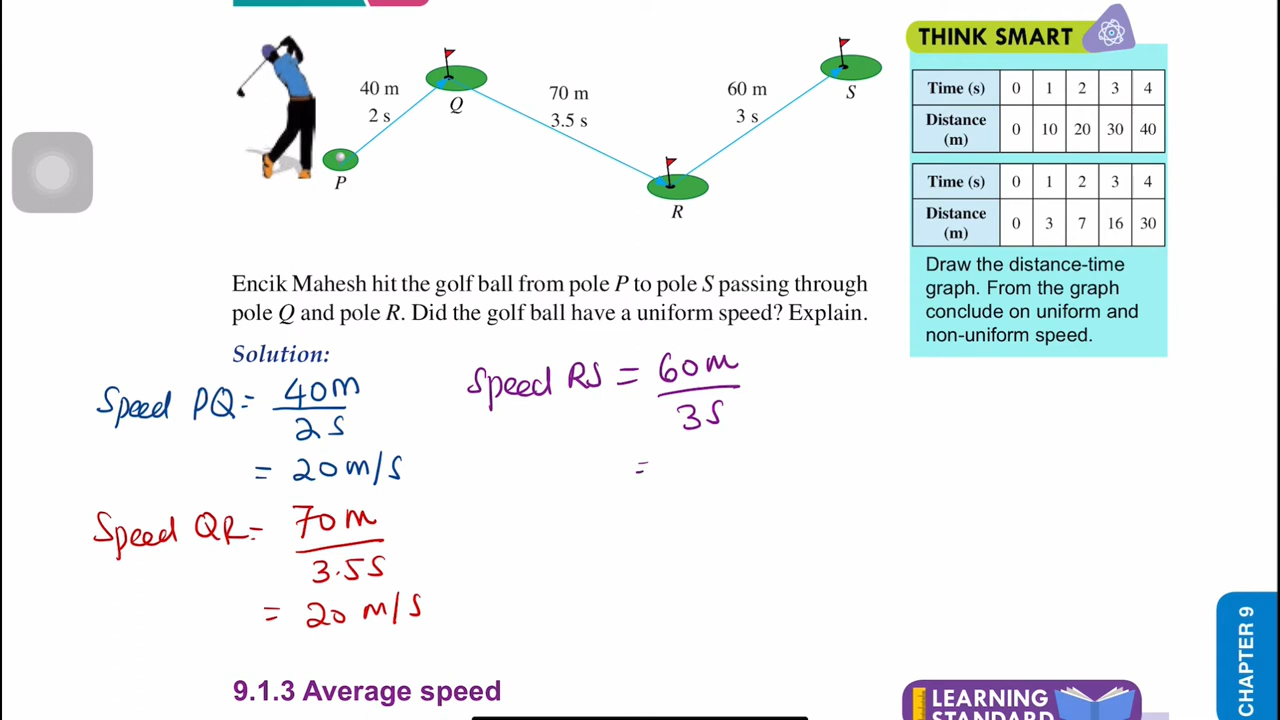 40 m
2 s
P
Q
70 m
3.5 s
R
60 m
3 s
S
THINK SMART
Time (s) 0 1 2 3 4
Distance (m) 0 10 20 30 40
Time (s) 0 1 2 3 4
Distance (m) 0 3 7 16 30
Draw the distance-time
graph. From the graph
conclude on uniform and
non-uniform speed.
Encik Mahesh hit the golf ball from pole P to pole S passing through
pole Q and pole R. Did the golf ball have a uniform speed? Explain.
Solution:
Speed PQ = 40m
2s
= 20m/s
Speed QR = 70m
3.5s
= 20 m/s
Speed RS = 60m
3s
=
9.1.3 Average speed
LEARNING
STANDARD
CHAPTER 9